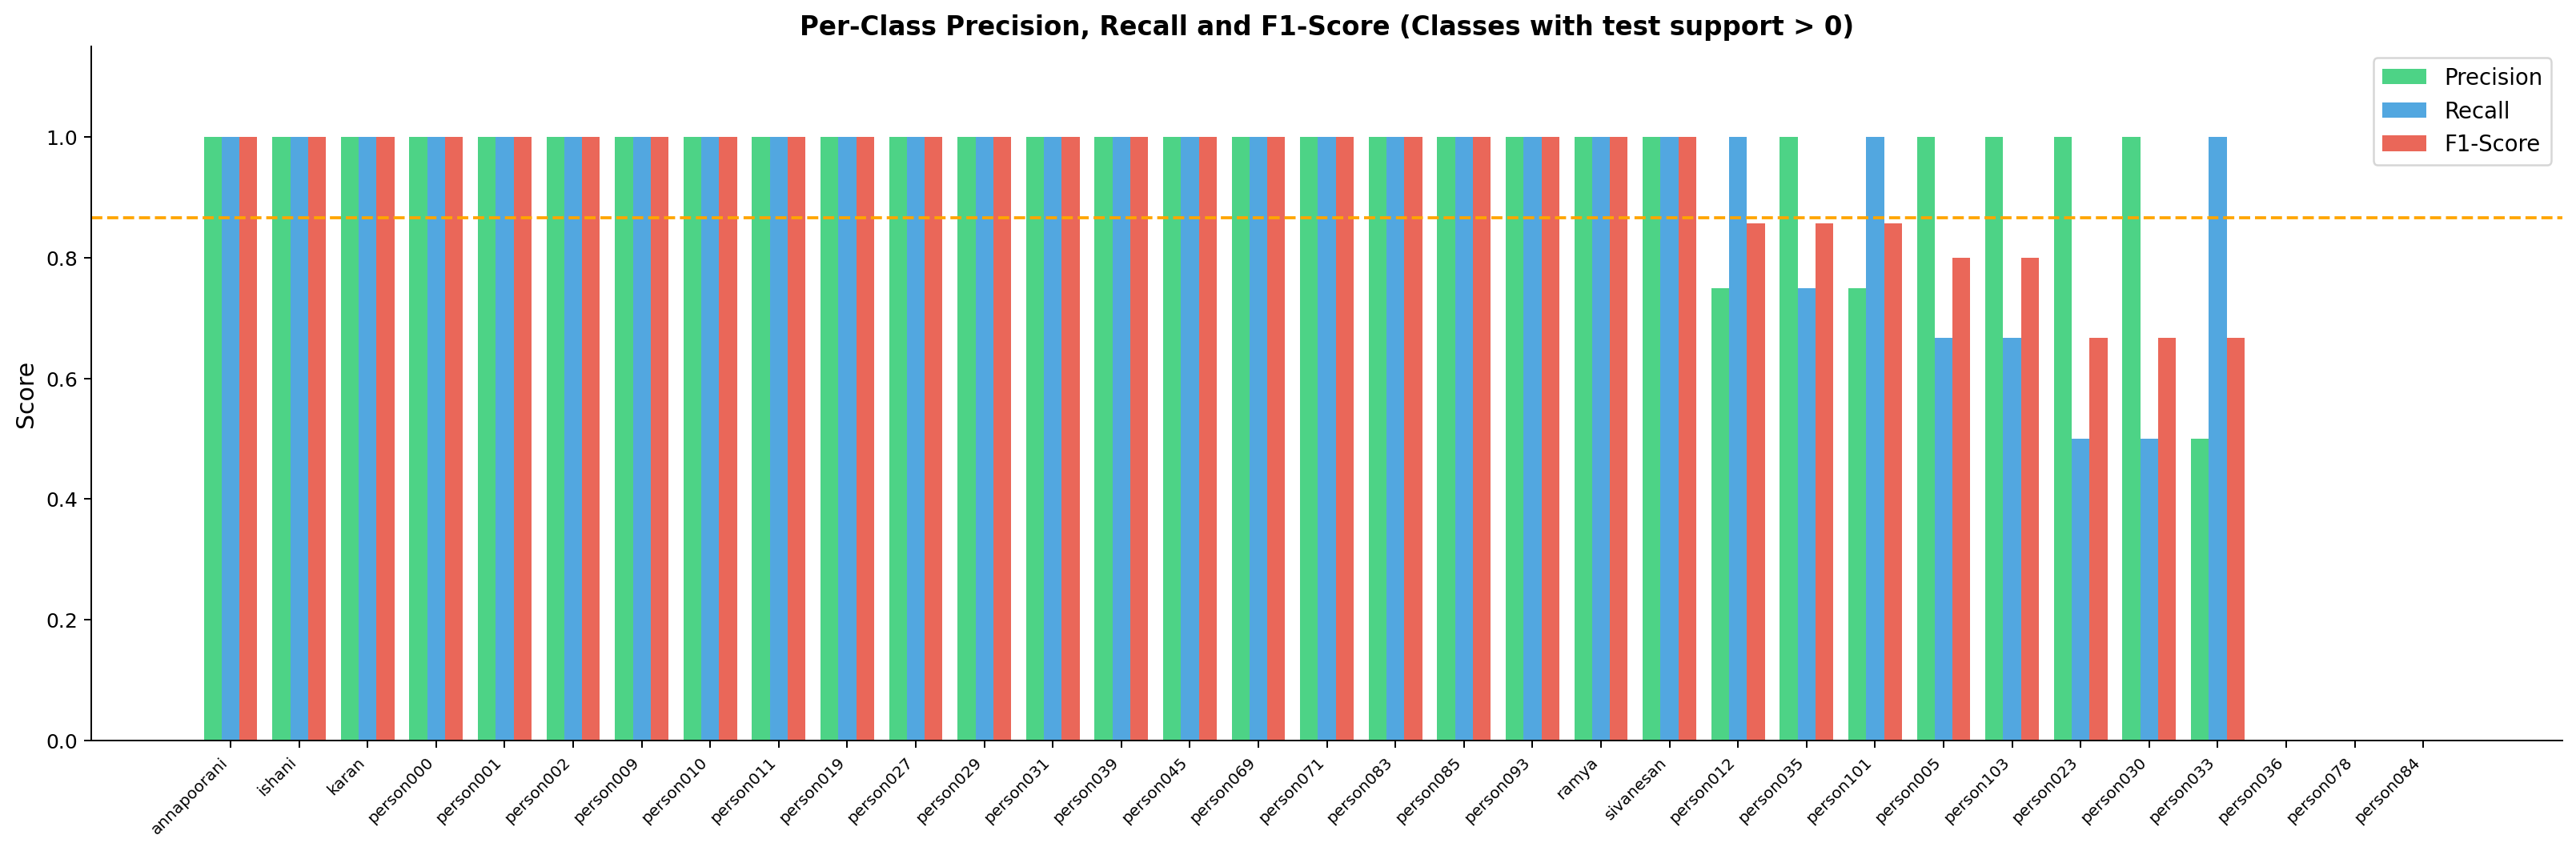 Per-Class Precision, Recall and F1-Score (Classes with test support > 0)
Precision
Recall
F1-Score
Score
1.0
0.8
0.6
0.4
0.2
0.0
annapoorani
ishani
karan
person000
person001
person002
person009
person010
person011
person019
person027
person029
person031
person039
person045
person069
person071
person083
person085
person093
ramya
sivanesan
person012
person035
person101
person005
person103
person023
person030
person033
person036
person078
person084